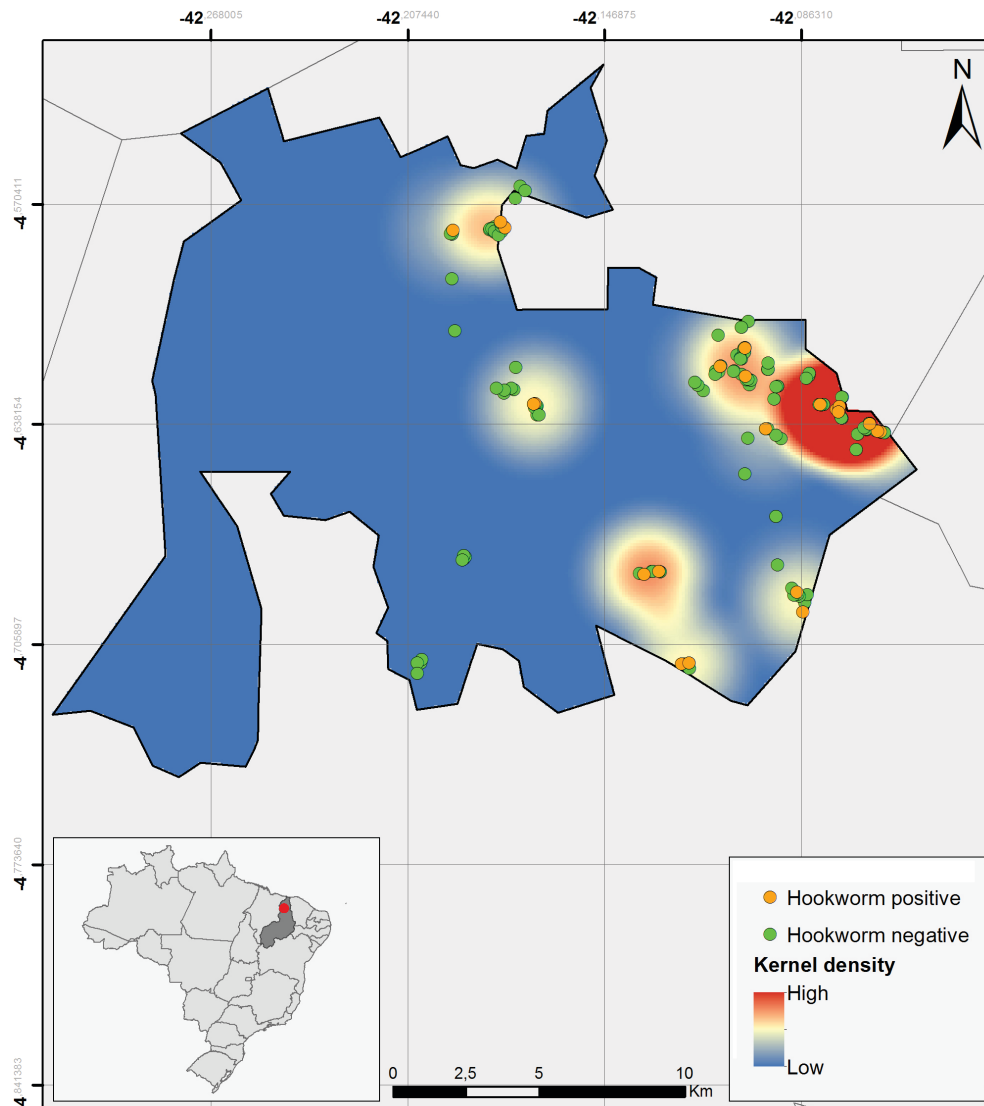 -42.268005 -42.207440 -42.146875 -42.086310
N
-4.570411
-4.638154
-4.705897
-4.773640
-4.841383
Hookworm positive
Hookworm negative
Kernel density
High
Low
0 2,5 5 10
Km